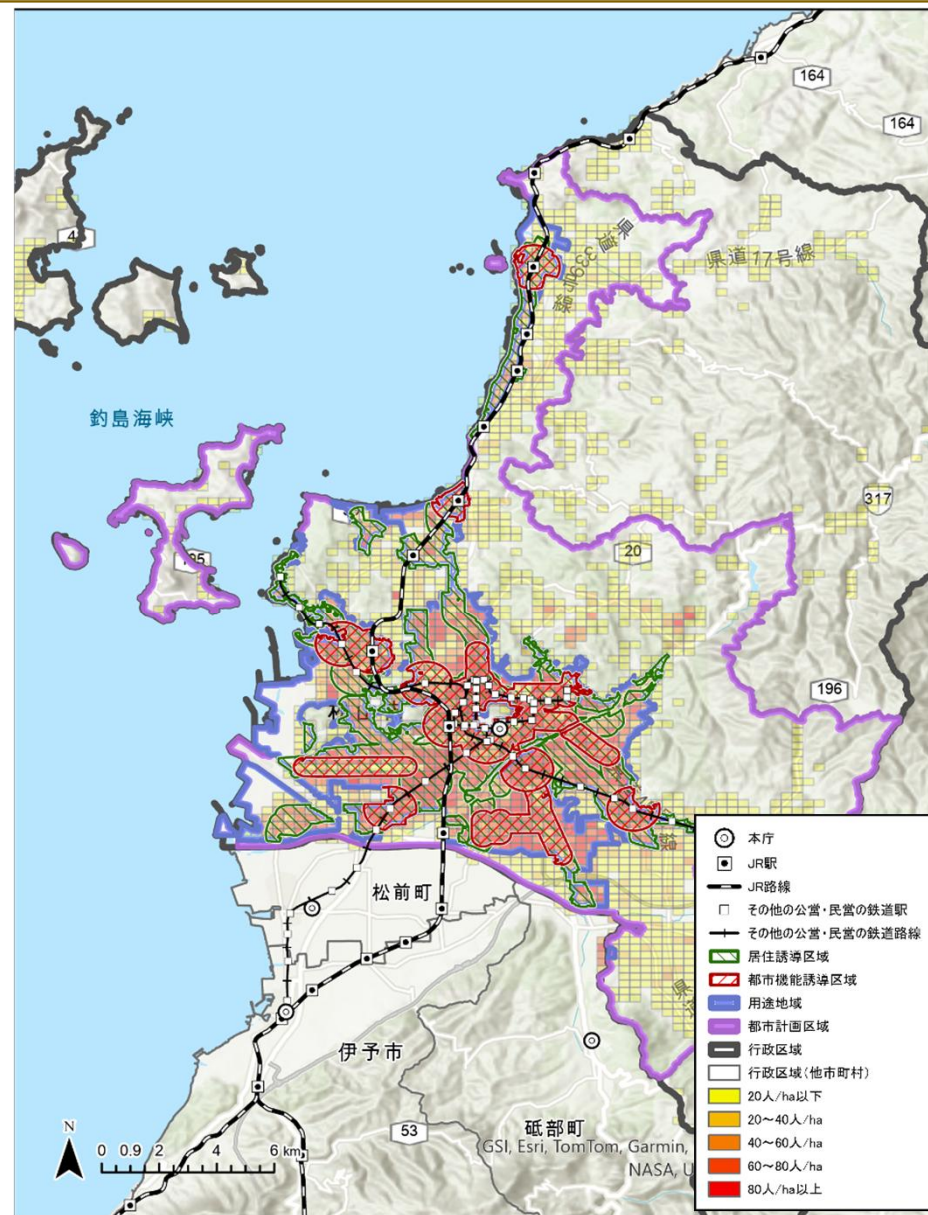 164
164
4
県道339号線
県道17号線
釣島海峡
317
20
196
松前町
伊予市
砥部町
53
GSI, Esri, TomTom, Garmin,
NASA, U
N
0 0.9 2 4 6 km
本庁
JR駅
JR路線
その他の公営・民営の鉄道駅
その他の公営・民営の鉄道路線
居住誘導区域
都市機能誘導区域
用途地域
都市計画区域
行政区域
行政区域(他市町村)
20人/ha以下
20～40人/ha
40～60人/ha
60～80人/ha
80人/ha以上